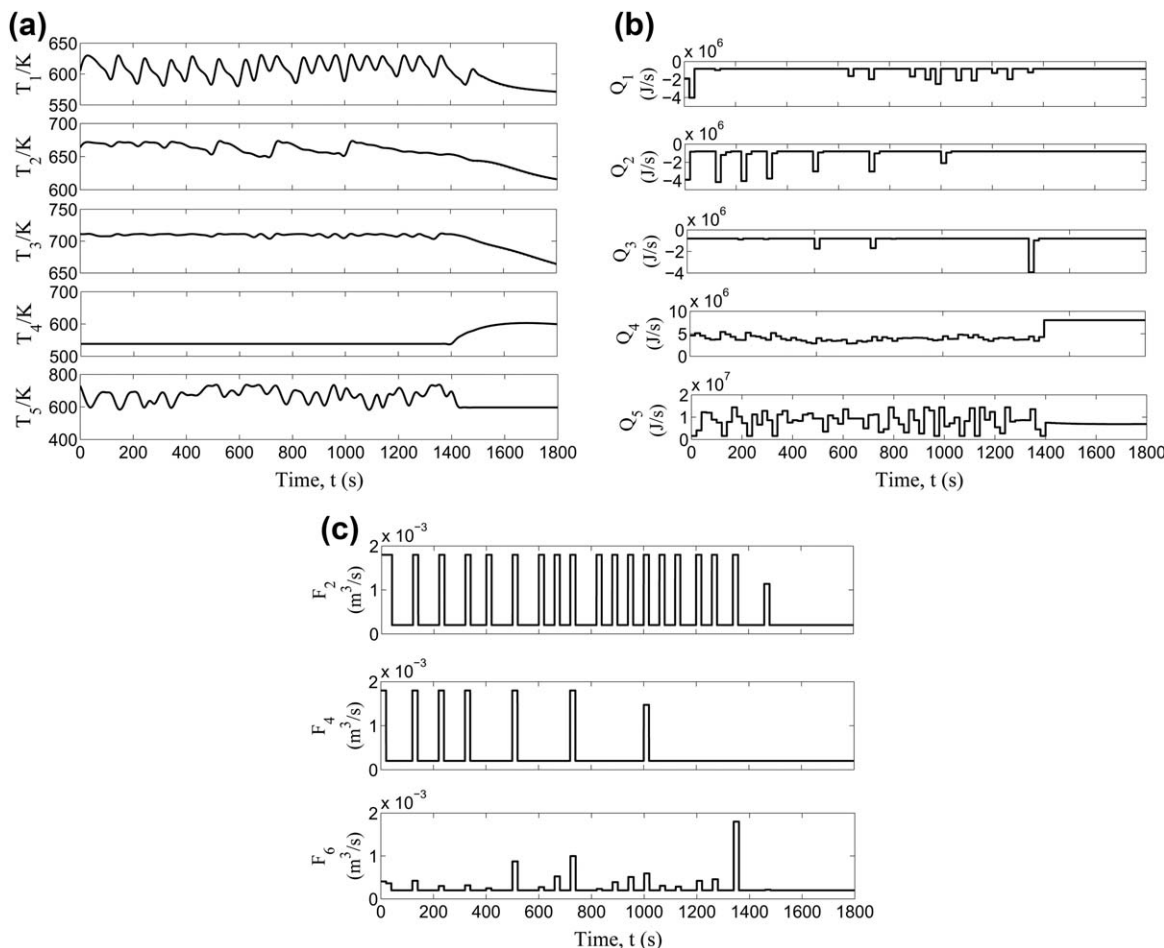 (a)
650
600
550
T1/K
700
650
600
T2/K
750
700
650
T3/K
700
600
500
T4/K
800
600
400
T5/K
0 200 400 600 800 1000 1200 1400 1600 1800
Time, t (s)
(b)
x 10^6
0
−2
−4
Q1
(J/s)
x 10^6
0
−2
−4
Q2
(J/s)
x 10^6
0
−2
−4
Q3
(J/s)
x 10^6
10
5
0
Q4
(J/s)
x 10^7
2
1
0
Q5
(J/s)
0 200 400 600 800 1000 1200 1400 1600 1800
Time, t (s)
(c)
x 10^−3
2
1
0
F2
(m^3/s)
x 10^−3
2
1
0
F4
(m^3/s)
x 10^−3
2
1
0
F6
(m^3/s)
0 200 400 600 800 1000 1200 1400 1600 1800
Time, t (s)